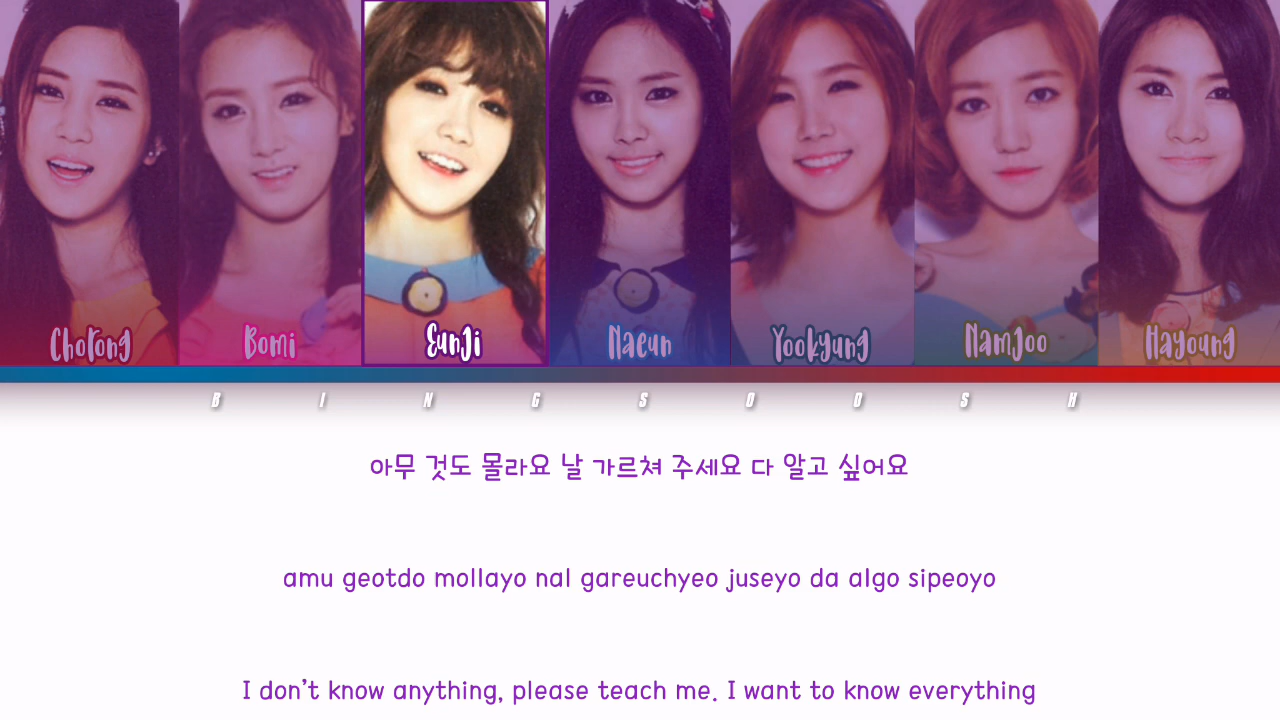 Chorong Bomi EunJi Naeun Yookyung NamJoo Hayoung
B I N G S O O S H
아무 것도 몰라요 날 가르쳐 주세요 다 알고 싶어요
amu geotdo mollayo nal gareuchyeo juseyo da algo sipeoyo
I don't know anything, please teach me. I want to know everything